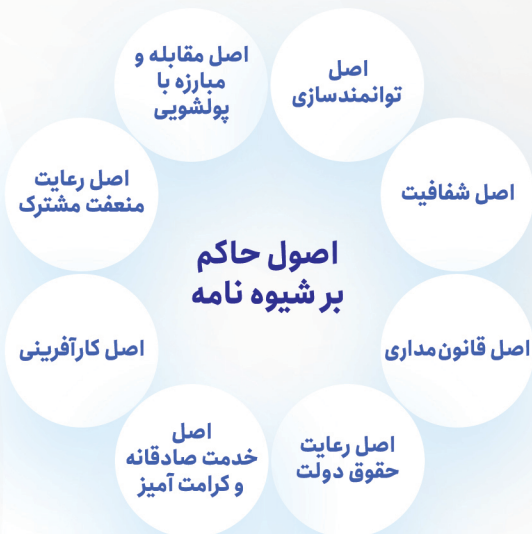 اصول حاکم
بر شیوه نامه
اصل
توانمندسازی
اصل شفافیت
اصل قانون‌مداری
اصل رعایت
حقوق دولت
اصل
خدمت صادقانه
و کرامت آمیز
اصل کارآفرینی
اصل رعایت
منعفت مشترک
اصل مقابله و
مبارزه با
پولشویی